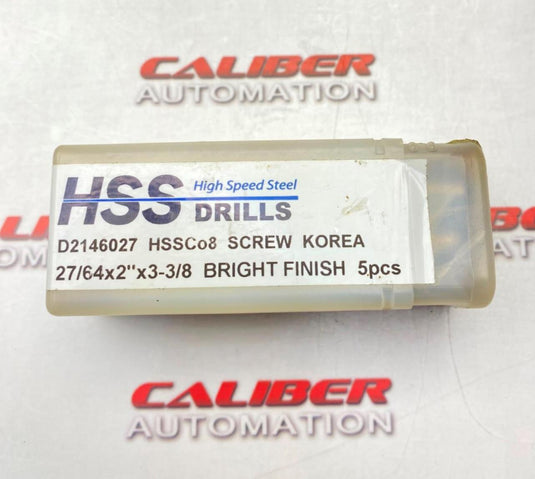 CALIBER
AUTOMATION
HSS High Speed Steel
DRILLS
D2146027 HSSCo8 SCREW KOREA
27/64x2"x3-3/8 BRIGHT FINISH 5pcs
CALIBER
AUTOMATION